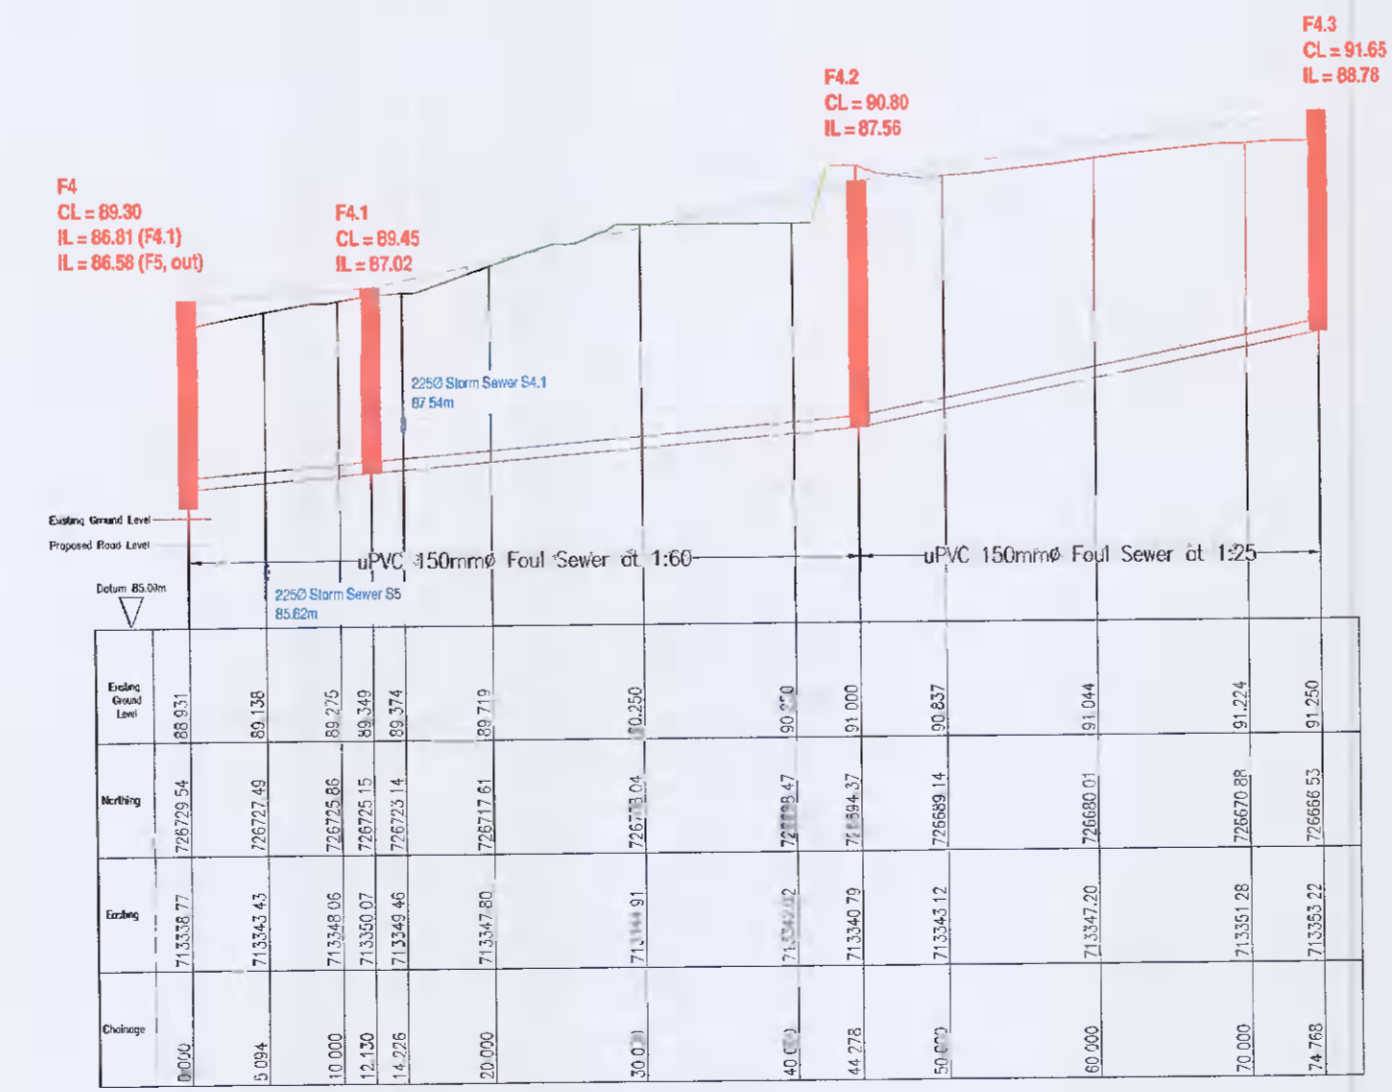 F4.3
CL = 91.65
IL = 88.78
F4.2
CL = 90.80
IL = 87.56
F4
CL = 89.30
IL = 86.81 (F4.1)
IL = 86.58 (F5, out)
F4.1
CL = 89.45
IL = 87.02
225Ø Storm Sewer S4.1
87.54m
Existing Ground Level
Proposed Road Level
uPVC 150mmø Foul Sewer at 1:60
uPVC 150mmø Foul Sewer at 1:25
Datum 85.00m
225Ø Storm Sewer S5
85.62m
Existing
Ground
Level
88.931
89.138
89.275
89.349
89.374
89.719
90.250
91.000
90.837
91.044
91.224
91.250
Northing
726729.54
726727.49
726725.86
726725.15
726723.14
726717.61
726689.14
726680.01
726670.88
726666.53
Easting
713338.77
713343.43
713348.06
713350.07
713349.46
713347.80
713340.79
713343.12
713347.20
713351.28
713353.22
Chainage
0.000
5.094
10.000
12.130
14.226
20.000
30.000
40.000
44.278
50.000
60.000
70.000
74.768